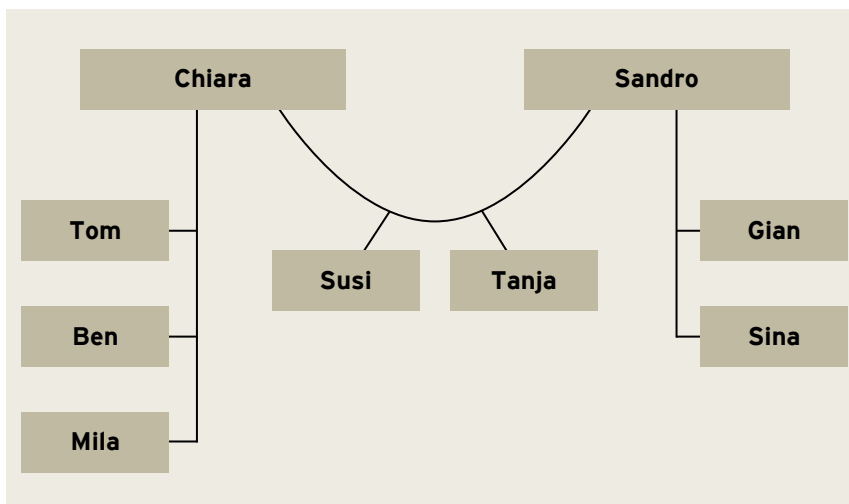 Chiara
Sandro
Tom
Gian
Susi
Tanja
Ben
Sina
Mila